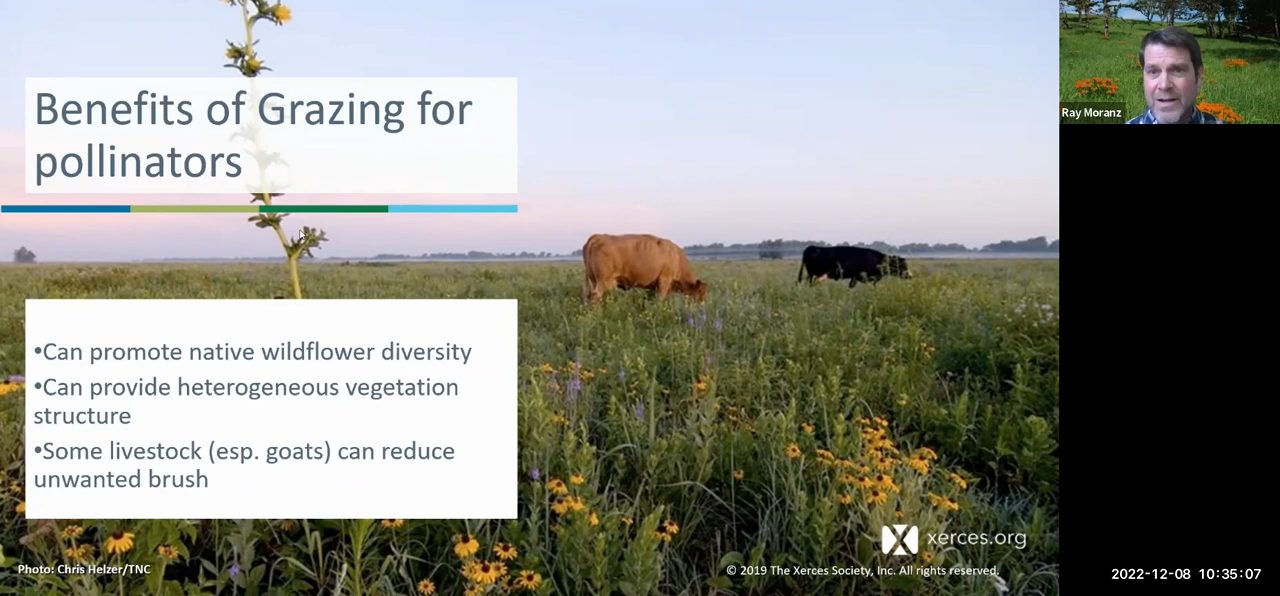 Benefits of Grazing for
pollinators
•Can promote native wildflower diversity
•Can provide heterogeneous vegetation
structure
•Some livestock (esp. goats) can reduce
unwanted brush
xerces.org
Photo: Chris Helzer/TNC
© 2019 The Xerces Society, Inc. All rights reserved.
Ray Moranz
2022-12-08 10:35:07